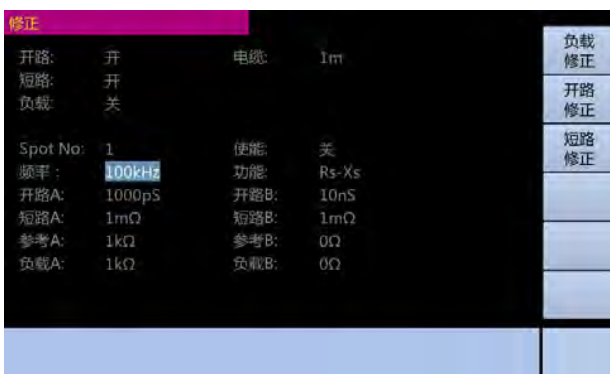 修正
开路: 开 电缆: 1m
短路: 开
负载: 关
Spot No: 1 使能: 关
频率: 100kHz 功能: Rs-Xs
开路A: 1000pS 开路B: 10nS
短路A: 1mΩ 短路B: 1mΩ
参考A: 1kΩ 参考B: 0Ω
负载A: 1kΩ 负载B: 0Ω
负载
修正
开路
修正
短路
修正